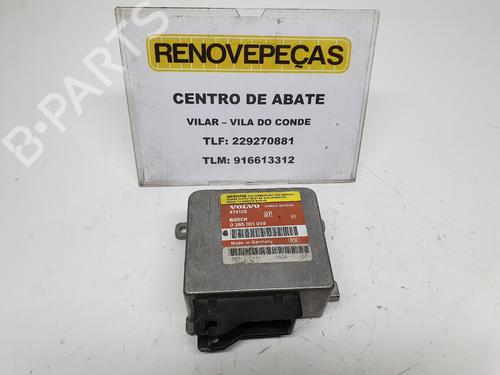 RENOVEPEÇAS
CENTRO DE ABATE
VILAR – VILA DO CONDE
TLF: 229270881
TLM: 916613312
B-PARTS
WARNING
VOLVO
AIRBAG SENSOR
474128
BOSCH
0 285 001 049
Made in Germany